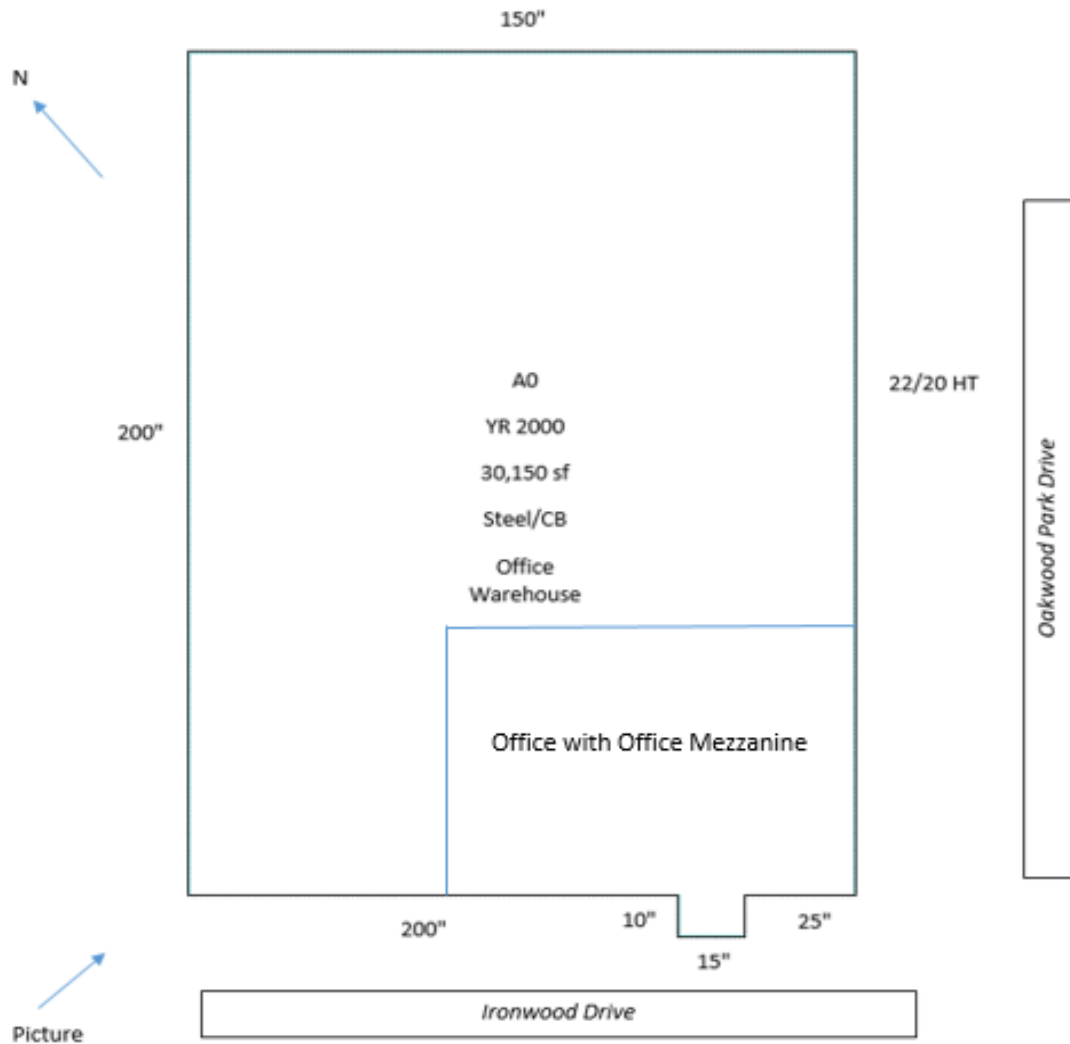 150"
N
A0
22/20 HT
YR 2000
200"
30,150 sf
Steel/CB
Oakwood Park Drive
Office
Warehouse
Office with Office Mezzanine
200"
10"
25"
15"
Ironwood Drive
Picture